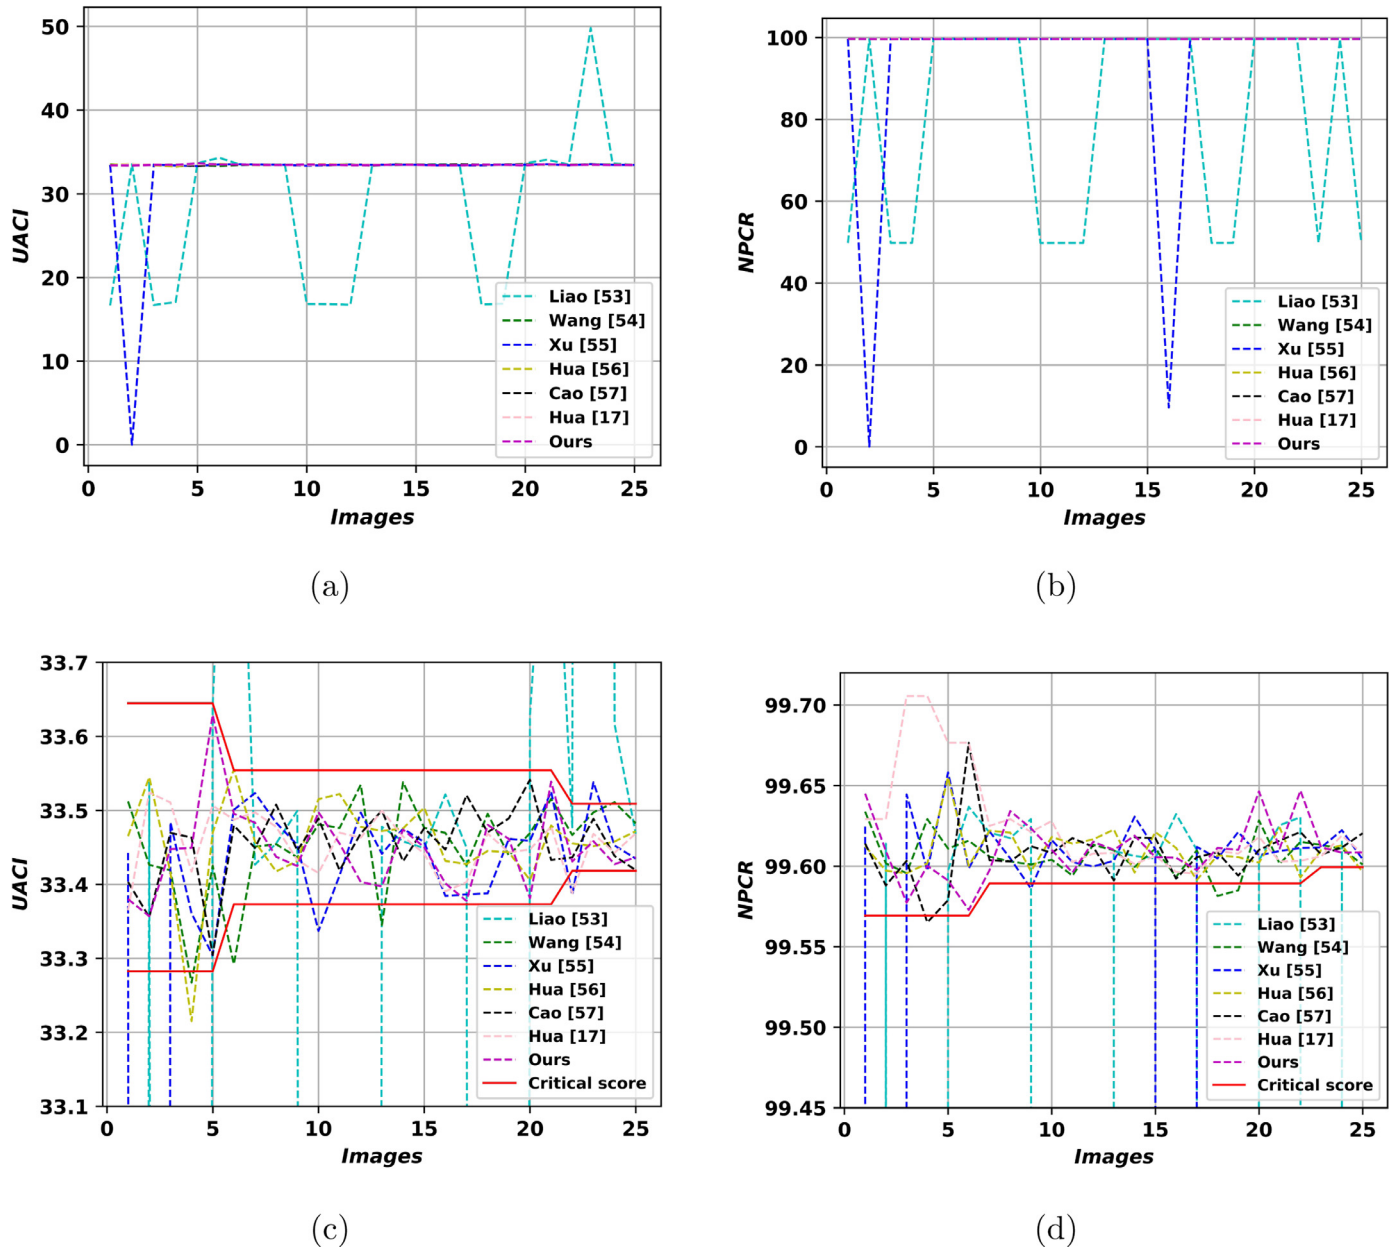 50
40
30
20
10
0
0 5 10 15 20 25
UACI
Images
Liao [53]
Wang [54]
Xu [55]
Hua [56]
Cao [57]
Hua [17]
Ours
(a)
100
80
60
40
20
0
0 5 10 15 20 25
NPCR
Images
Liao [53]
Wang [54]
Xu [55]
Hua [56]
Cao [57]
Hua [17]
Ours
(b)
33.7
33.6
33.5
33.4
33.3
33.2
33.1
0 5 10 15 20 25
UACI
Images
Liao [53]
Wang [54]
Xu [55]
Hua [56]
Cao [57]
Hua [17]
Ours
Critical score
(c)
99.70
99.65
99.60
99.55
99.50
99.45
0 5 10 15 20 25
NPCR
Images
Liao [53]
Wang [54]
Xu [55]
Hua [56]
Cao [57]
Hua [17]
Ours
Critical score
(d)